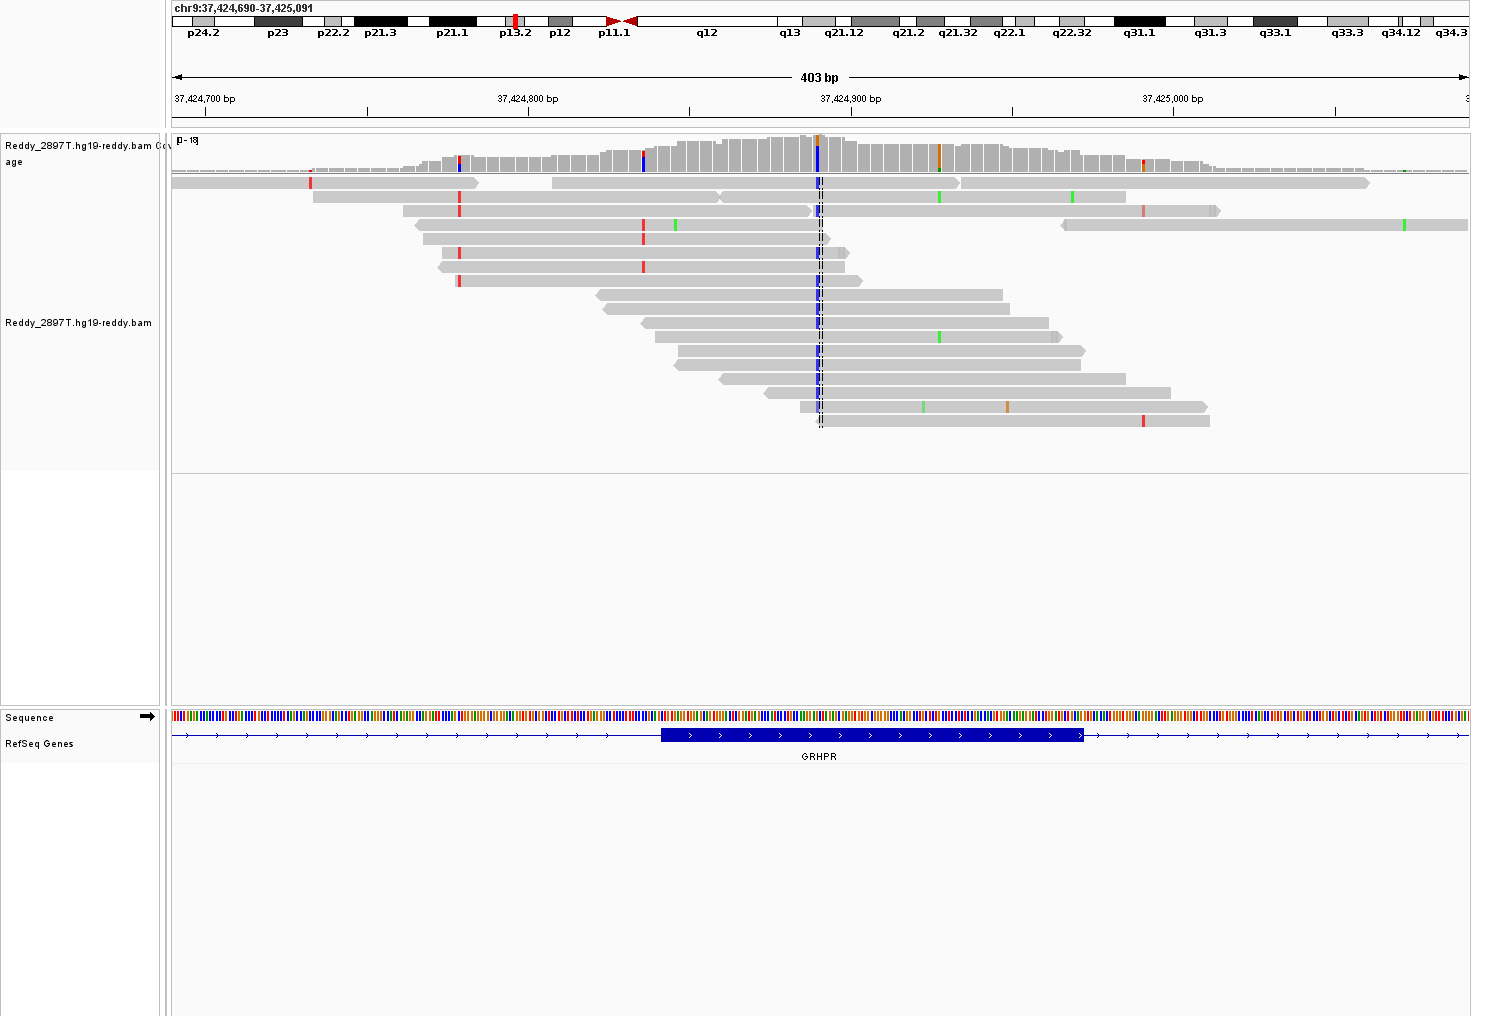 chr9:37,424,690-37,425,091
p24.2 p23 p22.2 p21.3 p21.1 p13.2 p12 p11.1 q12 q13 q21.12 q21.2 q21.32 q22.1 q22.32 q31.1 q31.3 q33.1 q33.3 q34.12 q34.3
403 bp
37,424,700 bp 37,424,800 bp 37,424,900 bp 37,425,000 bp
Reddy_2897T.hg19-reddy.bam Cov
age
[0 - 18]
Reddy_2897T.hg19-reddy.bam
Sequence
RefSeq Genes
GRHPR